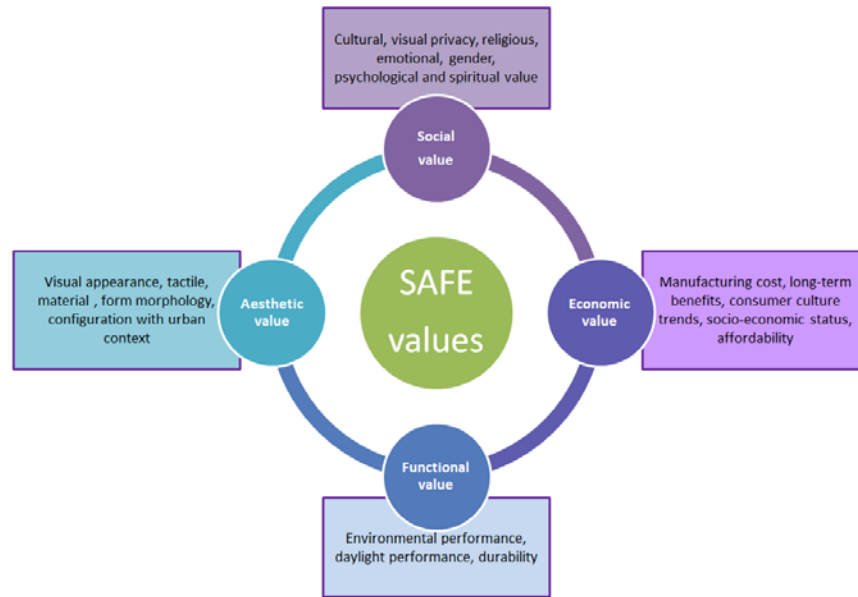 Cultural, visual privacy, religious,
emotional, gender,
psychological and spiritual value
Social
value
Visual appearance, tactile,
material , form morphology,
configuration with urban
context
Aesthetic
value
SAFE
values
Economic
value
Manufacturing cost, long-term
benefits, consumer culture
trends, socio-economic status,
affordability
Functional
value
Environmental performance,
daylight performance, durability